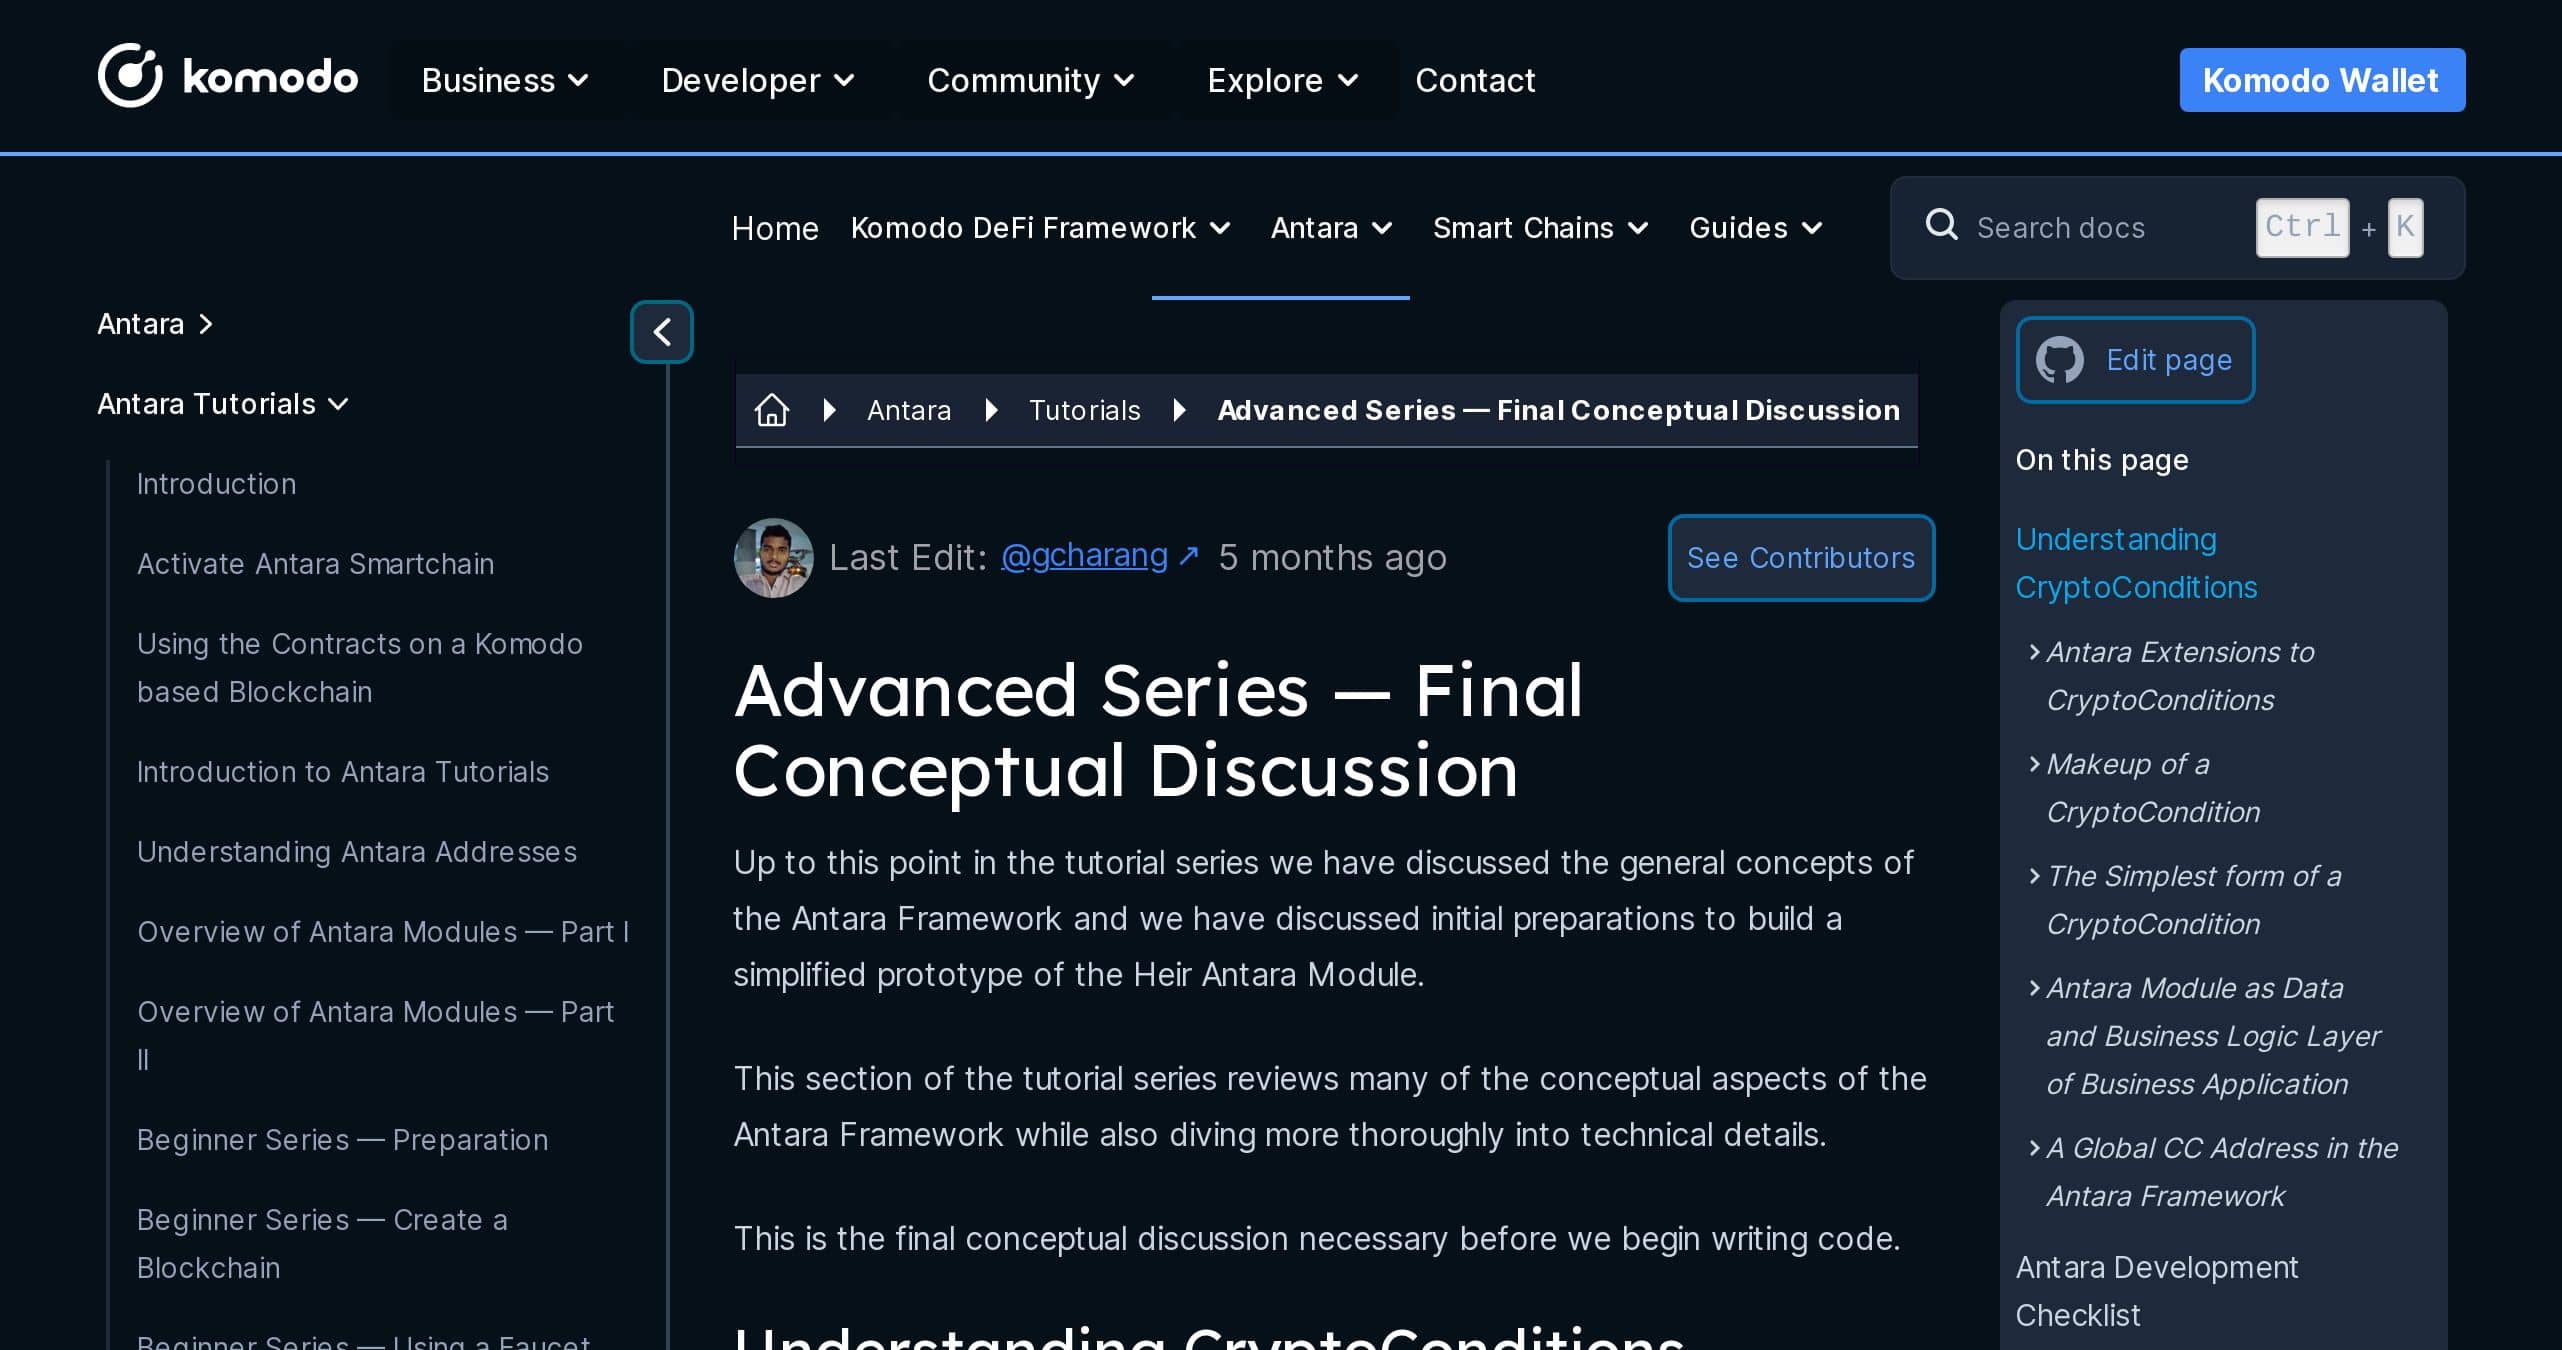 komodo
Business
Developer
Community
Explore
Contact
Komodo Wallet
Home
Komodo DeFi Framework
Antara
Smart Chains
Guides
Search docs
Ctrl + K
Antara
Antara Tutorials
Introduction
Activate Antara Smartchain
Using the Contracts on a Komodo
based Blockchain
Introduction to Antara Tutorials
Understanding Antara Addresses
Overview of Antara Modules — Part I
Overview of Antara Modules — Part
II
Beginner Series — Preparation
Beginner Series — Create a
Blockchain
Beginner Series — Using a Faucet
Antara
Tutorials
Advanced Series — Final Conceptual Discussion
Last Edit: @gcharang ↗ 5 months ago
See Contributors
Advanced Series — Final
Conceptual Discussion
Up to this point in the tutorial series we have discussed the general concepts of
the Antara Framework and we have discussed initial preparations to build a
simplified prototype of the Heir Antara Module.
This section of the tutorial series reviews many of the conceptual aspects of the
Antara Framework while also diving more thoroughly into technical details.
This is the final conceptual discussion necessary before we begin writing code.
Understanding CryptoConditions
Edit page
On this page
Understanding
CryptoConditions
Antara Extensions to
CryptoConditions
Makeup of a
CryptoCondition
The Simplest form of a
CryptoCondition
Antara Module as Data
and Business Logic Layer
of Business Application
A Global CC Address in the
Antara Framework
Antara Development
Checklist